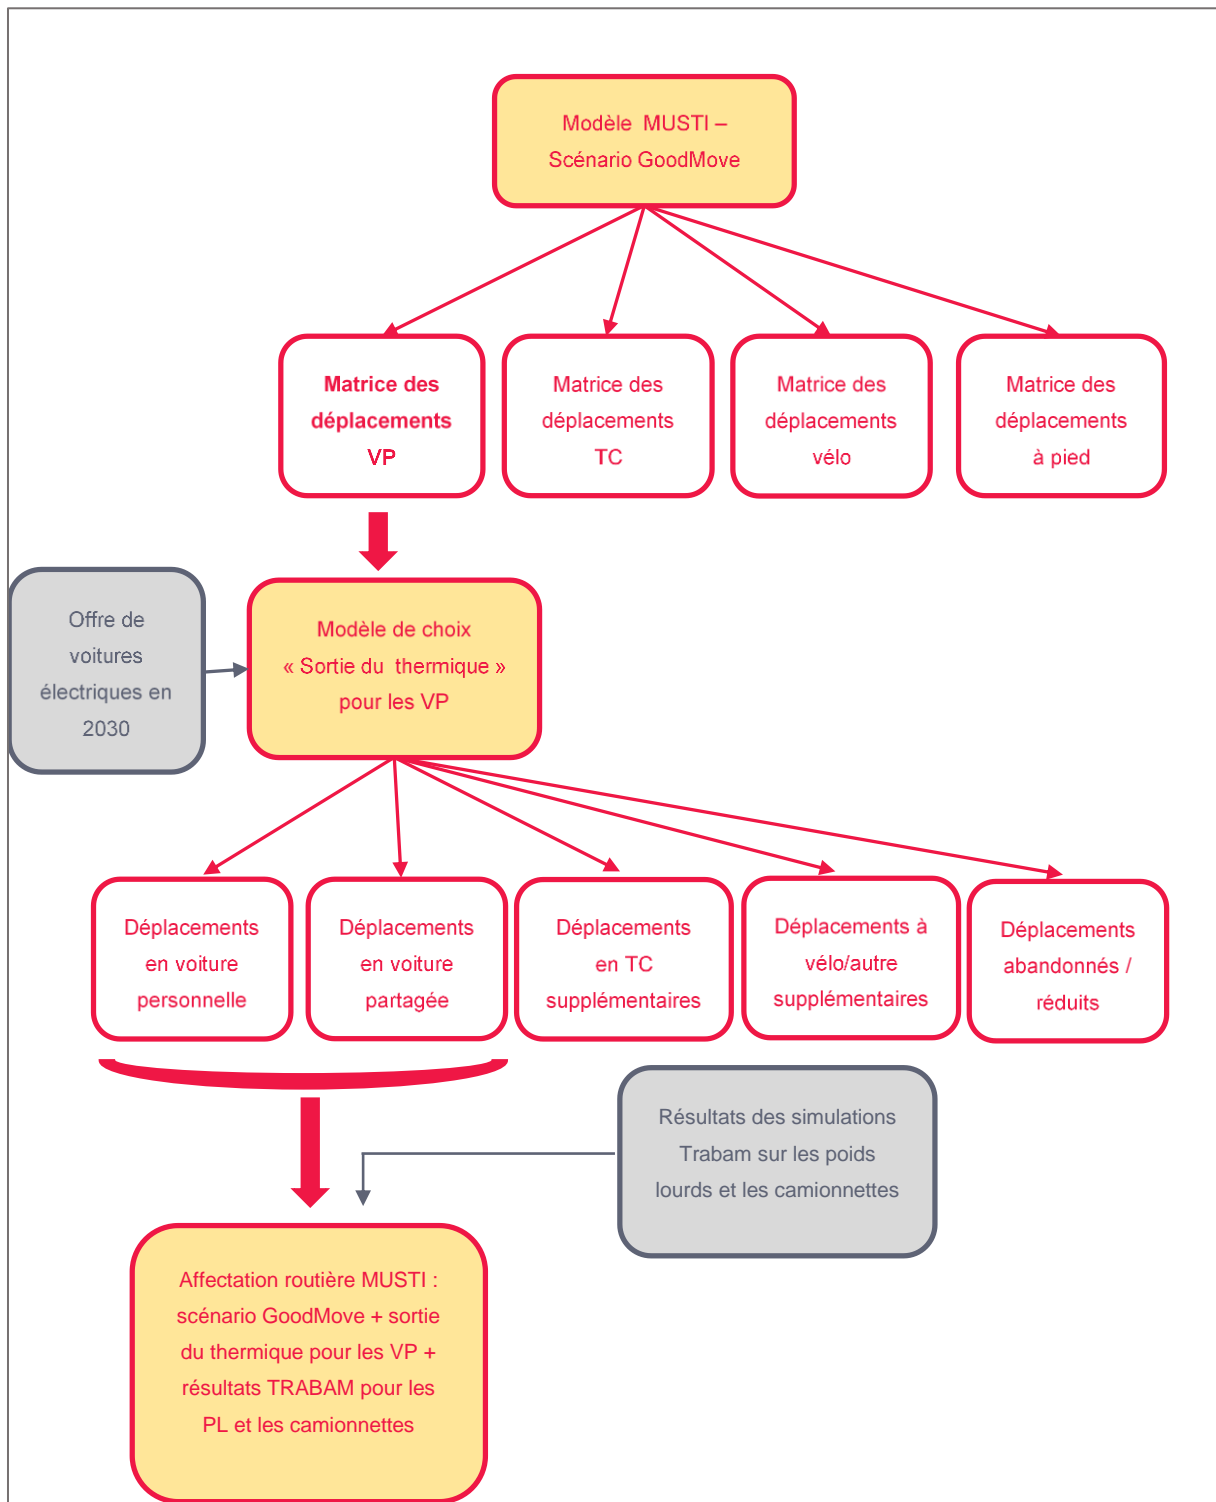 Modèle MUSTI –
Scénario GoodMove
Matrice des
déplacements
VP
Matrice des
déplacements
TC
Matrice des
déplacements
vélo
Matrice des
déplacements
à pied
Offre de
voitures
électriques en
2030
Modèle de choix
« Sortie du thermique »
pour les VP
Déplacements
en voiture
personnelle
Déplacements
en voiture
partagée
Déplacements
en TC
supplémentaires
Déplacements à
vélo/autre
supplémentaires
Déplacements
abandonnés /
réduits
Résultats des simulations
Trabam sur les poids
lourds et les camionnettes
Affectation routière MUSTI :
scénario GoodMove + sortie
du thermique pour les VP +
résultats TRABAM pour les
PL et les camionnettes